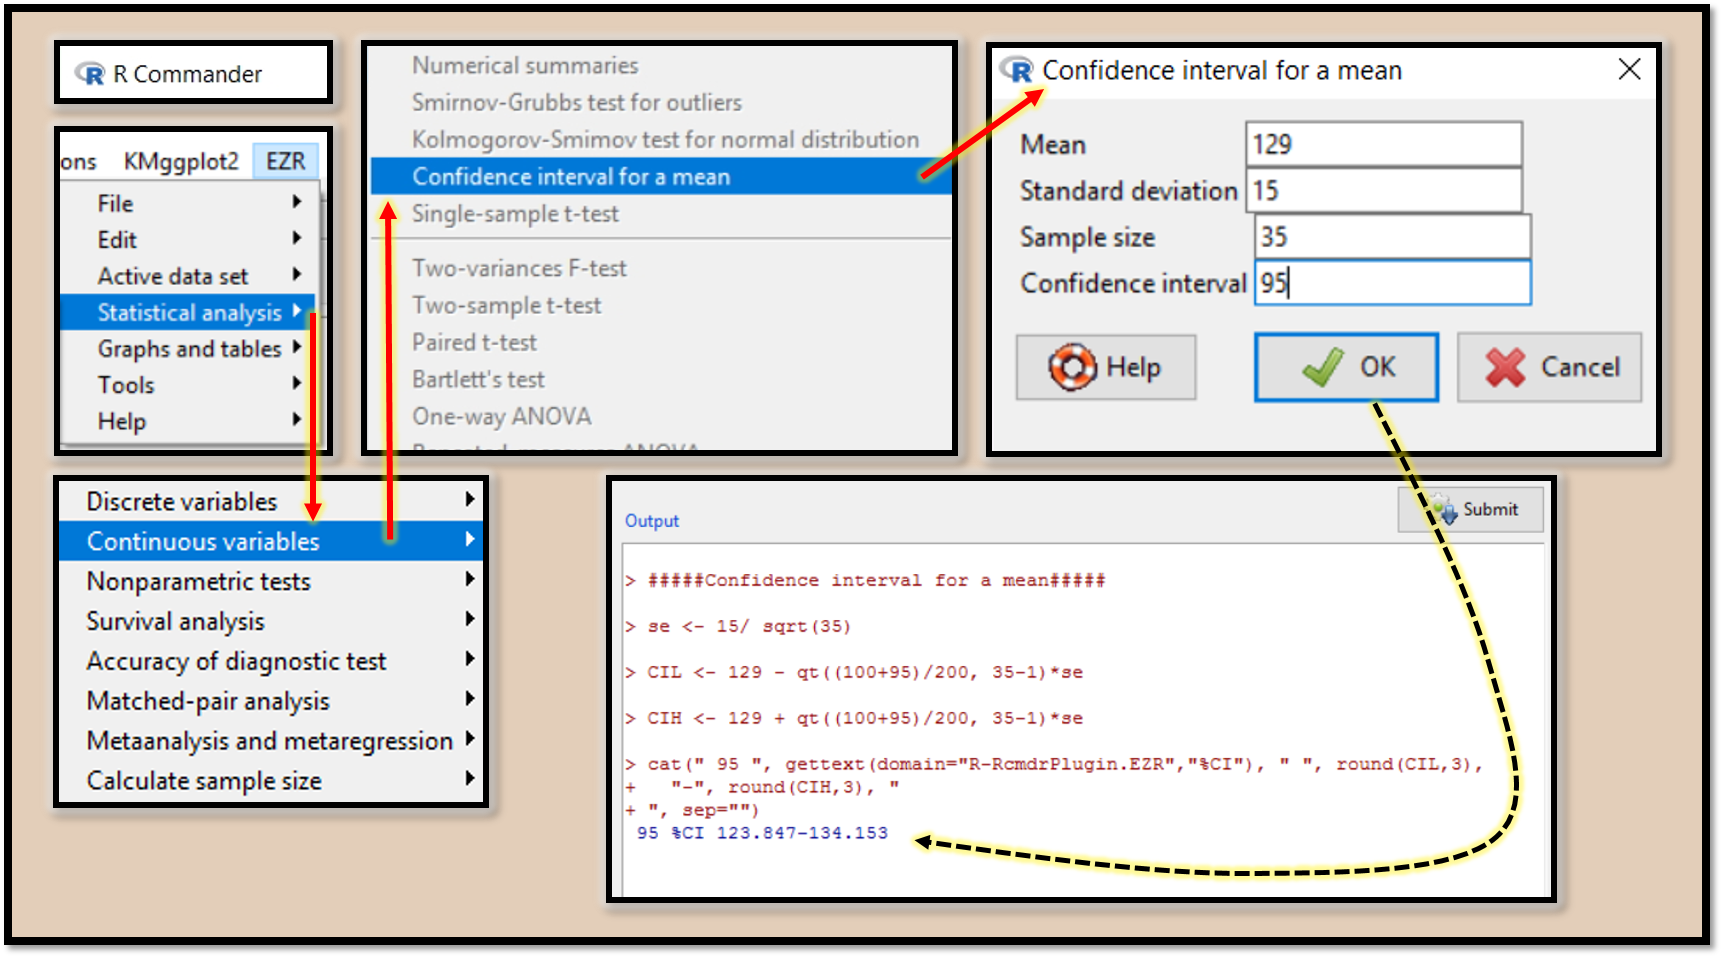 R Commander
ons KMggplot2 EZR
File
Edit
Active data set
Statistical analysis
Graphs and tables
Tools
Help
Discrete variables
Continuous variables
Nonparametric tests
Survival analysis
Accuracy of diagnostic test
Matched-pair analysis
Metaanalysis and metaregression
Calculate sample size
Numerical summaries
Smirnov-Grubbs test for outliers
Kolmogorov-Smirnov test for normal distribution
Confidence interval for a mean
Single-sample t-test
Two-variances F-test
Two-sample t-test
Paired t-test
Bartlett's test
One-way ANOVA
Confidence interval for a mean
Mean 129
Standard deviation 15
Sample size 35
Confidence interval 95
Help OK Cancel
Output Submit
> #####Confidence interval for a mean#####
> se <- 15/ sqrt(35)
> CIL <- 129 - qt((100+95)/200, 35-1)*se
> CIH <- 129 + qt((100+95)/200, 35-1)*se
> cat(" 95 ", gettext(domain="R-RcmdrPlugin.EZR","%CI"), " ", round(CIL,3),
+ "-", round(CIH,3), "
+ ", sep="")
95 %CI 123.847-134.153